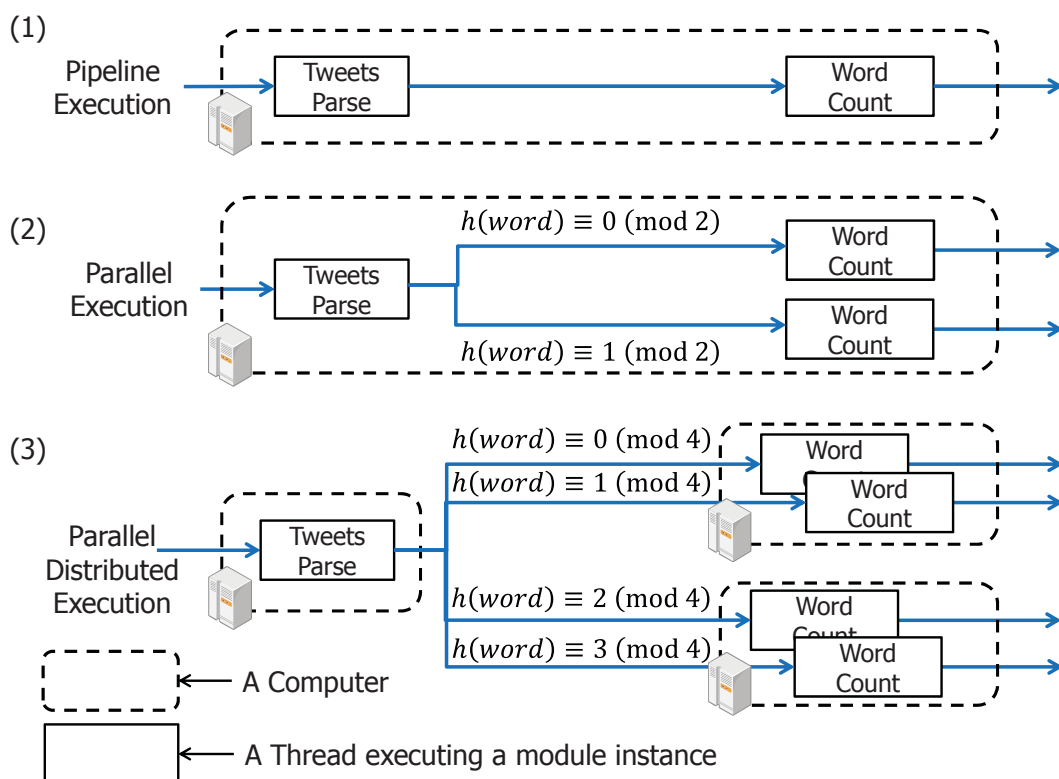 (1)
Pipeline
Execution
Tweets
Parse
Word
Count
(2)
Parallel
Execution
Tweets
Parse
h(word) ≡ 0 (mod 2)
h(word) ≡ 1 (mod 2)
Word
Count
Word
Count
(3)
Parallel
Distributed
Execution
Tweets
Parse
h(word) ≡ 0 (mod 4)
h(word) ≡ 1 (mod 4)
h(word) ≡ 2 (mod 4)
h(word) ≡ 3 (mod 4)
Word
Word
Count
Word
Count
Word
Count
A Computer
A Thread executing a module instance